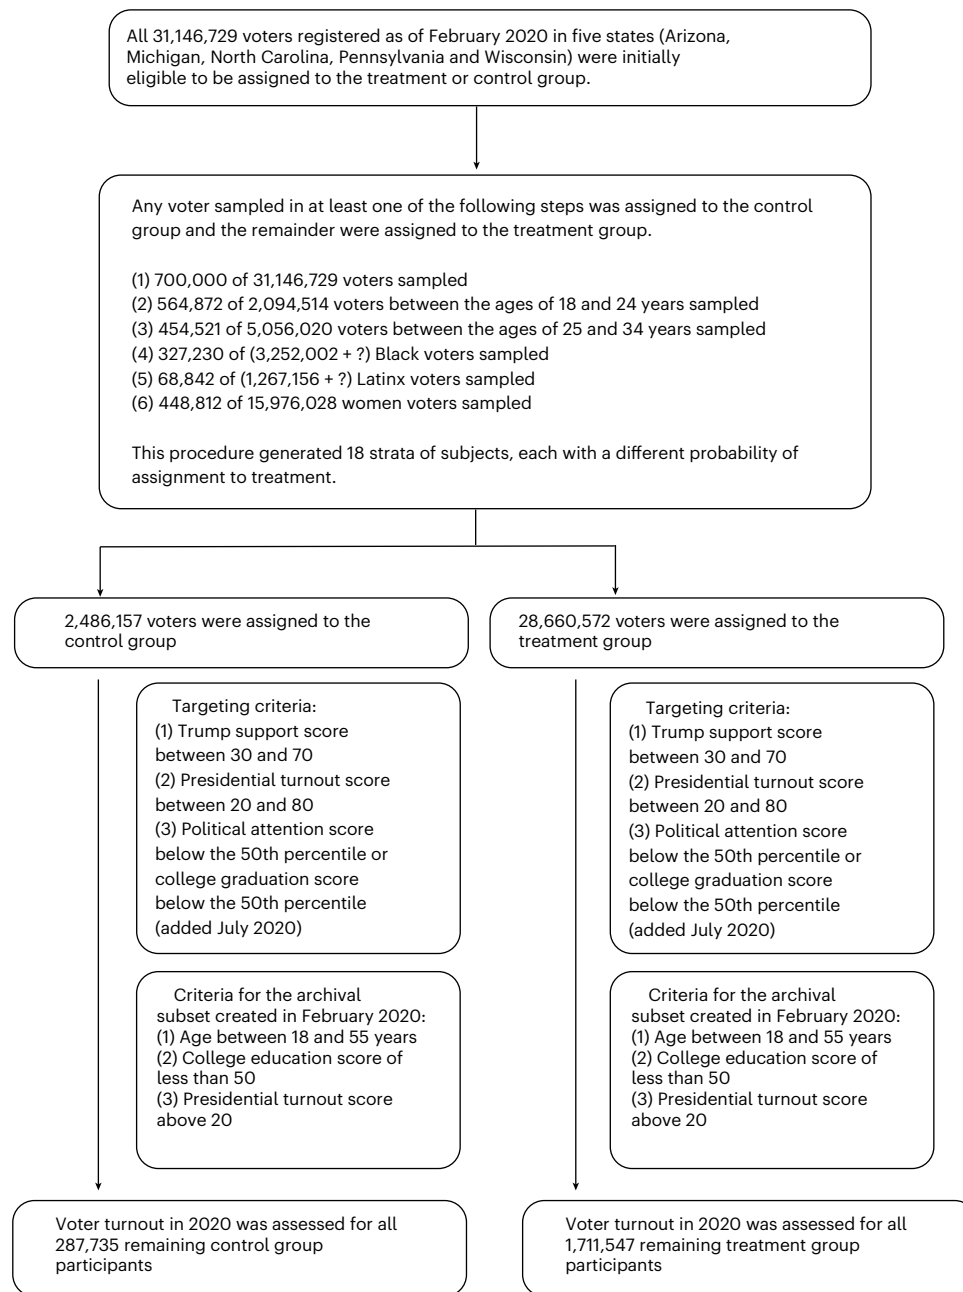 All 31,146,729 voters registered as of February 2020 in five states (Arizona,
Michigan, North Carolina, Pennsylvania and Wisconsin) were initially
eligible to be assigned to the treatment or control group.
Any voter sampled in at least one of the following steps was assigned to the control
group and the remainder were assigned to the treatment group.
(1) 700,000 of 31,146,729 voters sampled
(2) 564,872 of 2,094,514 voters between the ages of 18 and 24 years sampled
(3) 454,521 of 5,056,020 voters between the ages of 25 and 34 years sampled
(4) 327,230 of (3,252,002 + ?) Black voters sampled
(5) 68,842 of (1,267,156 + ?) Latinx voters sampled
(6) 448,812 of 15,976,028 women voters sampled
This procedure generated 18 strata of subjects, each with a different probability of
assignment to treatment.
2,486,157 voters were assigned to the
control group
Targeting criteria:
(1) Trump support score
between 30 and 70
(2) Presidential turnout score
between 20 and 80
(3) Political attention score
below the 50th percentile or
college graduation score
below the 50th percentile
(added July 2020)
Criteria for the archival
subset created in February 2020:
(1) Age between 18 and 55 years
(2) College education score of
less than 50
(3) Presidential turnout score
above 20
Voter turnout in 2020 was assessed for all
287,735 remaining control group
participants
28,660,572 voters were assigned to the
treatment group
Targeting criteria:
(1) Trump support score
between 30 and 70
(2) Presidential turnout score
between 20 and 80
(3) Political attention score
below the 50th percentile or
college graduation score
below the 50th percentile
(added July 2020)
Criteria for the archival
subset created in February 2020:
(1) Age between 18 and 55 years
(2) College education score of
less than 50
(3) Presidential turnout score
above 20
Voter turnout in 2020 was assessed for all
1,711,547 remaining treatment group
participants